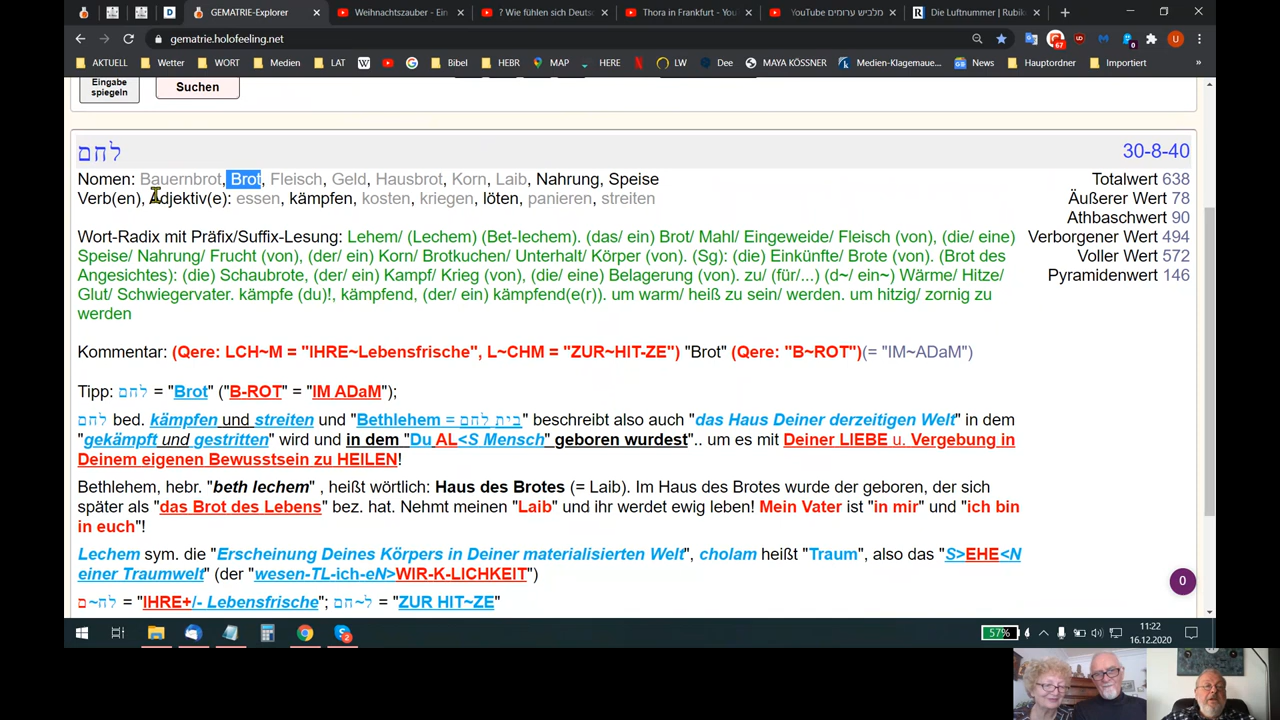 GEMATRIE-Explorer
Weihnachtszauber - Ein
? Wie fühlen sich Deutsc
Thora in Frankfurt - You
YouTube מלביש ערומים
Die Luftnummer | Rubik
gematrie.holofeeling.net
AKTUELL Wetter WORT Medien LAT Bibel HEBR MAP HERE LW Dee MAYA KÖSSNER Medien-Klagemaue... News Hauptordner Importiert
Eingabe
spiegeln
Suchen
לחם
30-8-40
Nomen: Bauernbrot, Brot, Fleisch, Geld, Hausbrot, Korn, Laib, Nahrung, Speise
Verb(en), Adjektiv(e): essen, kämpfen, kosten, kriegen, löten, panieren, streiten
Totalwert 638
Äußerer Wert 78
Athbaschwert 90
Verborgener Wert 494
Voller Wert 572
Pyramidenwert 146
Wort-Radix mit Präfix/Suffix-Lesung: Lehem/ (Lechem) (Bet-lechem). (das/ ein) Brot/ Mahl/ Eingeweide/ Fleisch (von), (die/ eine)
Speise/ Nahrung/ Frucht (von), (der/ ein) Korn/ Brotkuchen/ Unterhalt/ Körper (von). (Sg): (die) Einkünfte/ Brote (von). (Brot des
Angesichtes): (die) Schaubrote, (der/ ein) Kampf/ Krieg (von), (die/ eine) Belagerung (von). zu/ (für/...) (d~/ ein~) Wärme/ Hitze/
Glut/ Schwiegervater. kämpfe (du)!, kämpfend, (der/ ein) kämpfend(e(r)). um warm/ heiß zu sein/ werden. um hitzig/ zornig zu
werden
Kommentar: (Qere: LCH~M = "IHRE~Lebensfrische", L~CHM = "ZUR~HIT-ZE") "Brot" (Qere: "B~ROT")(= "IM~ADaM")
Tipp: לחם = "Brot" ("B-ROT" = "IM ADaM");
לחם bed. kämpfen und streiten und "Bethlehem = בית לחם" beschreibt also auch "das Haus Deiner derzeitigen Welt" in dem
"gekämpft und gestritten" wird und in dem "Du AL<S Mensch" geboren wurdest".. um es mit Deiner LIEBE u. Vergebung in
Deinem eigenen Bewusstsein zu HEILEN!
Bethlehem, hebr. "beth lechem" , heißt wörtlich: Haus des Brotes (= Laib). Im Haus des Brotes wurde der geboren, der sich
später als "das Brot des Lebens" bez. hat. Nehmt meinen "Laib" und ihr werdet ewig leben! Mein Vater ist "in mir" und "ich bin
in euch"!
Lechem sym. die "Erscheinung Deines Körpers in Deiner materialisierten Welt", cholam heißt "Traum", also das "S>EHE<N
einer Traumwelt" (der "wesen-TL-ich-eN>WIR-K-LICHKEIT")
לח~ם = "IHRE+/- Lebensfrische"; ל~חם = "ZUR HIT~ZE"
0
57%
11:22
16.12.2020